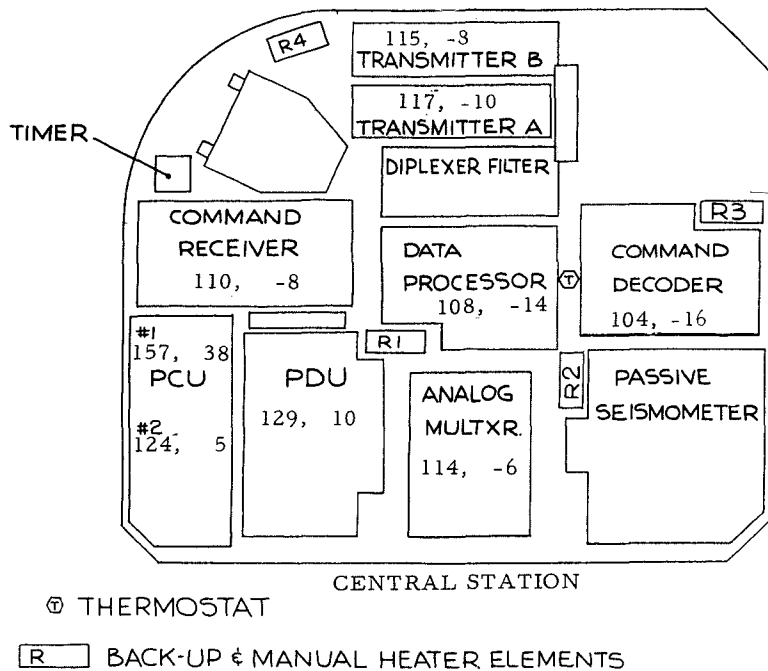 R4
115, -8
TRANSMITTER B
117, -10
TRANSMITTER A
TIMER
DIPLEXER FILTER
COMMAND
RECEIVER
110, -8
DATA
PROCESSOR
108, -14
T
R3
COMMAND
DECODER
104, -16
#1
157, 38
PCU
#2
124, 5
R1
PDU
129, 10
ANALOG
MULTXR.
114, -6
R2
PASSIVE
SEISMOMETER
CENTRAL STATION
T THERMOSTAT
R BACK-UP & MANUAL HEATER ELEMENTS